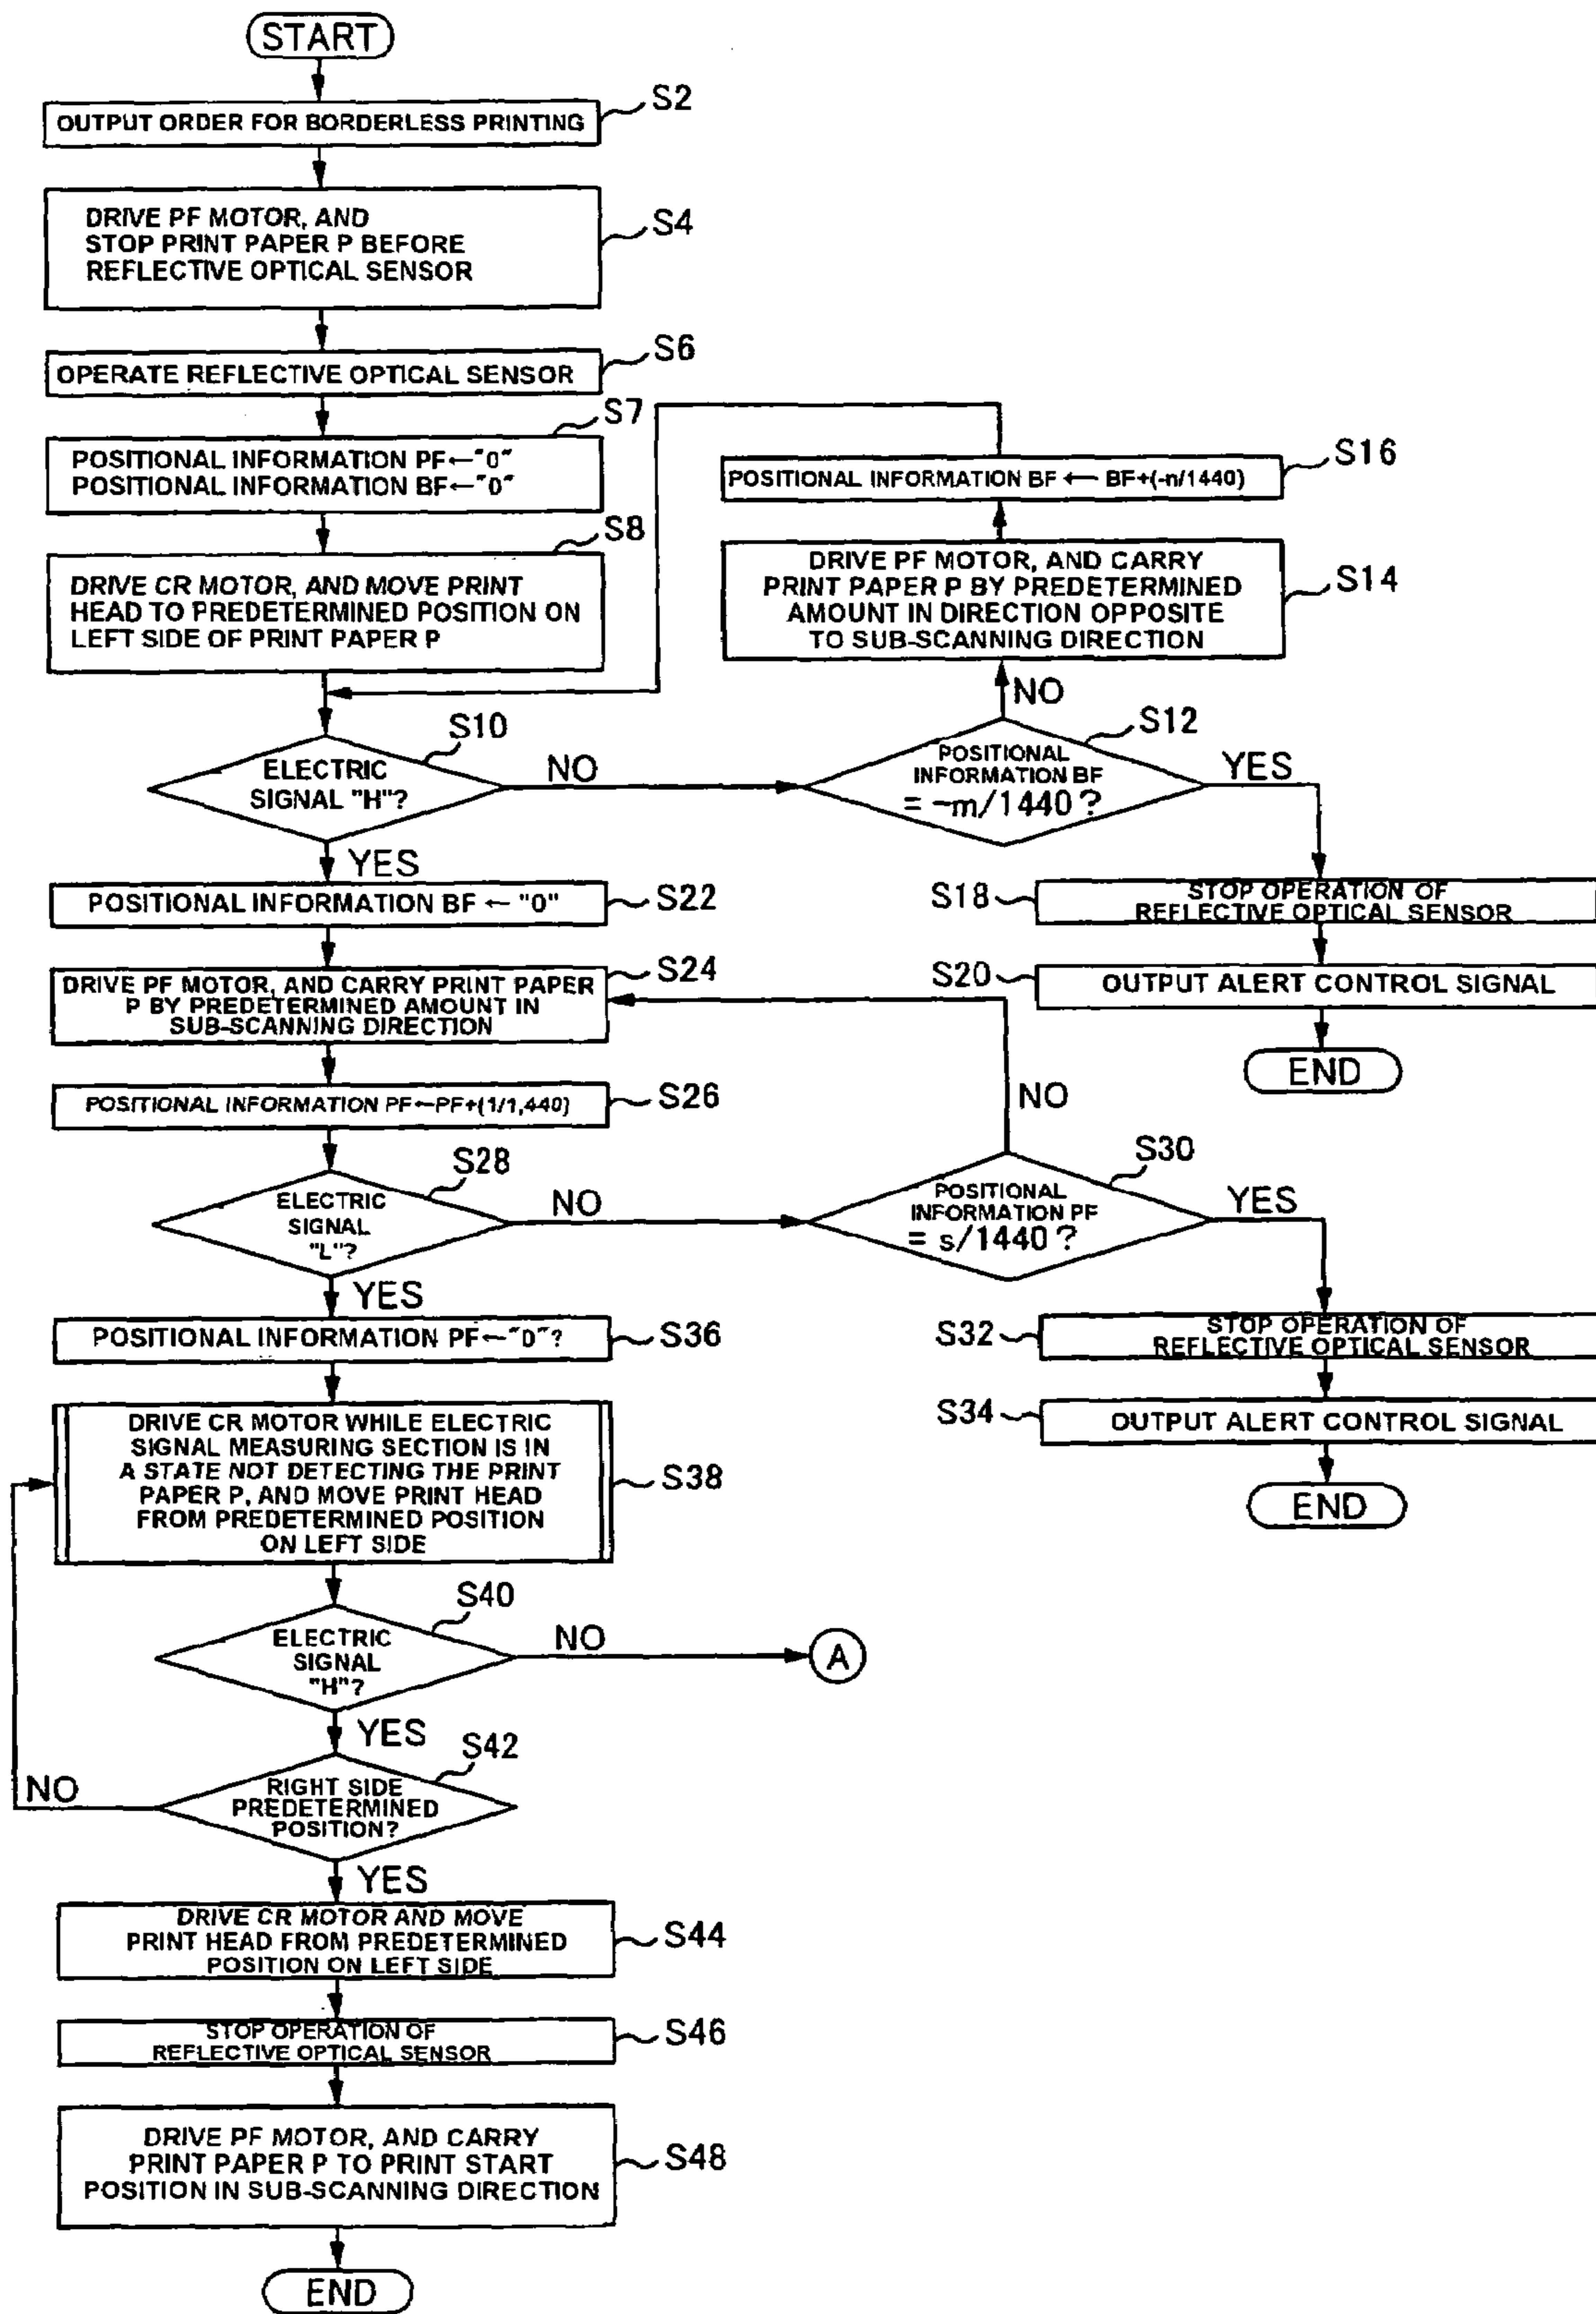 START
S2
OUTPUT ORDER FOR BORDERLESS PRINTING
DRIVE PF MOTOR, AND
STOP PRINT PAPER P BEFORE
REFLECTIVE OPTICAL SENSOR
S4
S6
OPERATE REFLECTIVE OPTICAL SENSOR
S7
POSITIONAL INFORMATION PF←"0"
POSITIONAL INFORMATION BF←"0"
S8
DRIVE CR MOTOR, AND MOVE PRINT
HEAD TO PREDETERMINED POSITION ON
LEFT SIDE OF PRINT PAPER P
S10
ELECTRIC
SIGNAL "H"?
NO
YES
S12
POSITIONAL
INFORMATION BF
= -m/1440?
NO
YES
S14
DRIVE PF MOTOR, AND CARRY
PRINT PAPER P BY PREDETERMINED
AMOUNT IN DIRECTION OPPOSITE
TO SUB-SCANNING DIRECTION
S16
POSITIONAL INFORMATION BF ← BF+(-n/1440)
S18
STOP OPERATION OF
REFLECTIVE OPTICAL SENSOR
S20
OUTPUT ALERT CONTROL SIGNAL
END
POSITIONAL INFORMATION BF ← "0"
S22
S24
DRIVE PF MOTOR, AND CARRY PRINT PAPER
P BY PREDETERMINED AMOUNT IN
SUB-SCANNING DIRECTION
POSITIONAL INFORMATION PF←PF+(1/1,440)
S26
S28
ELECTRIC
SIGNAL
"L"?
NO
YES
S30
POSITIONAL
INFORMATION PF
= s/1440?
NO
YES
S32
STOP OPERATION OF
REFLECTIVE OPTICAL SENSOR
S34
OUTPUT ALERT CONTROL SIGNAL
END
POSITIONAL INFORMATION PF←"D"?
S36
DRIVE CR MOTOR WHILE ELECTRIC
SIGNAL MEASURING SECTION IS IN
A STATE NOT DETECTING THE PRINT
PAPER P, AND MOVE PRINT HEAD
FROM PREDETERMINED POSITION
ON LEFT SIDE
S38
S40
ELECTRIC
SIGNAL
"H"?
NO
A
YES
S42
RIGHT SIDE
PREDETERMINED
POSITION?
NO
YES
DRIVE CR MOTOR AND MOVE
PRINT HEAD FROM PREDETERMINED
POSITION ON LEFT SIDE
S44
STOP OPERATION OF
REFLECTIVE OPTICAL SENSOR
S46
DRIVE PF MOTOR, AND CARRY
PRINT PAPER P TO PRINT START
POSITION IN SUB-SCANNING DIRECTION
S48
END